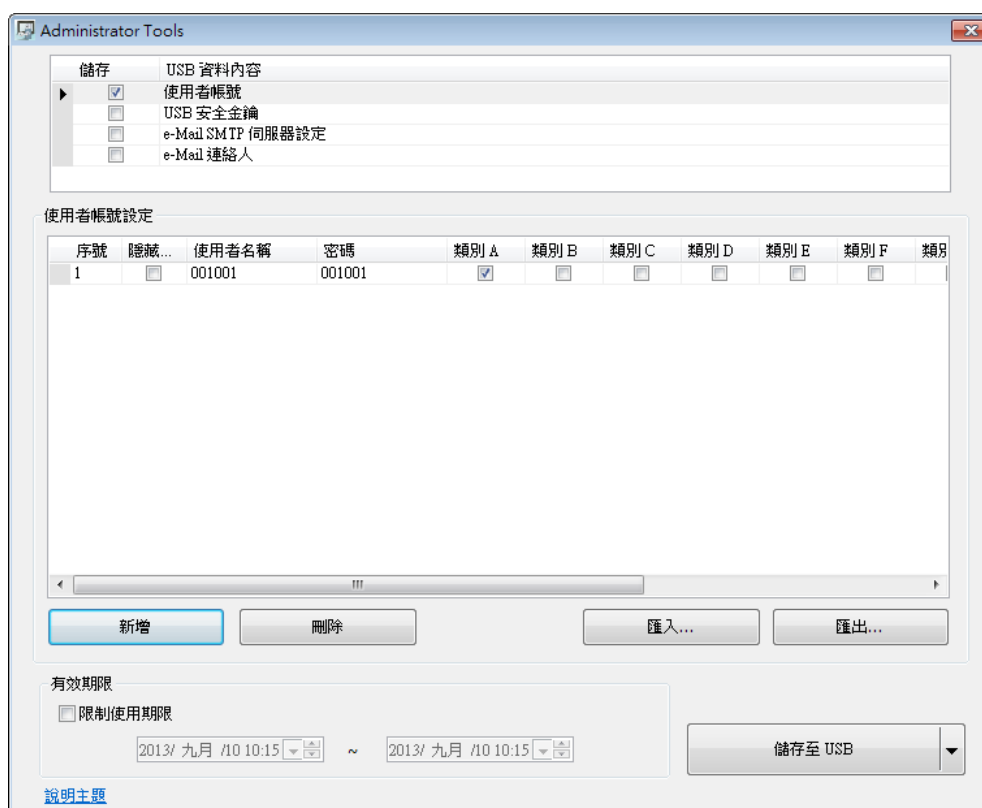 Administrator Tools
儲存 USB 資料內容
使用者帳號
USB 安全金鑰
e-Mail SMTP 伺服器設定
e-Mail 連絡人
使用者帳號設定
序號 隱藏... 使用者名稱 密碼 類別 A 類別 B 類別 C 類別 D 類別 E 類別 F 類別
1 001001 001001
新增 刪除 匯入... 匯出...
有效期限
限制使用期限
2013/ 九月 /10 10:15 ~ 2013/ 九月 /10 10:15
儲存至 USB
說明主題